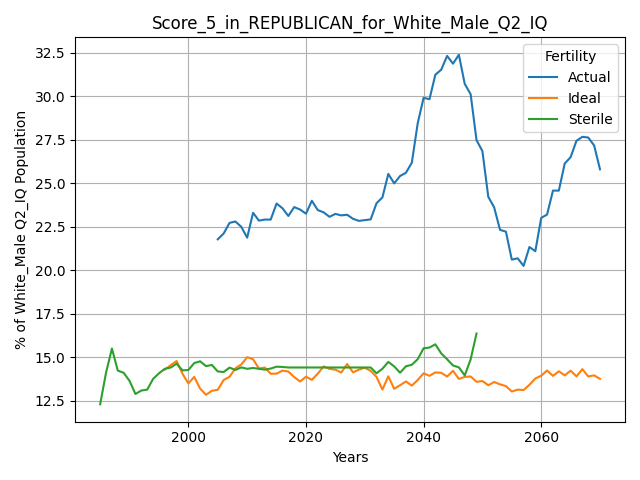 Score_5_in_REPUBLICAN_for_White_Male_Q2_IQ
Fertility
Actual
Ideal
Sterile
% of White_Male Q2_IQ Population
32.5
30.0
27.5
25.0
22.5
20.0
17.5
15.0
12.5
2000
2020
2040
2060
Years